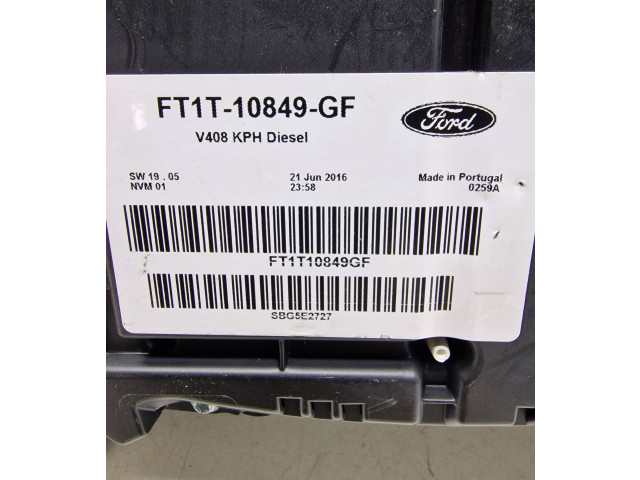 FT1T-10849-GF
Ford
V408 KPH Diesel
SW 19 . 05 21 Jun 2016 Made in Portugal
NVM 01 23:58 0259A
FT1T10849GF
SBG5E2727